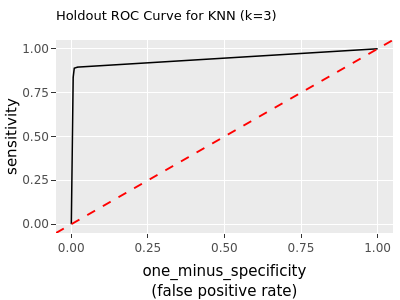 Holdout ROC Curve for KNN (k=3)
1.00
0.75
0.50
0.25
0.00
sensitivity
0.00 0.25 0.50 0.75 1.00
one_minus_specificity
(false positive rate)